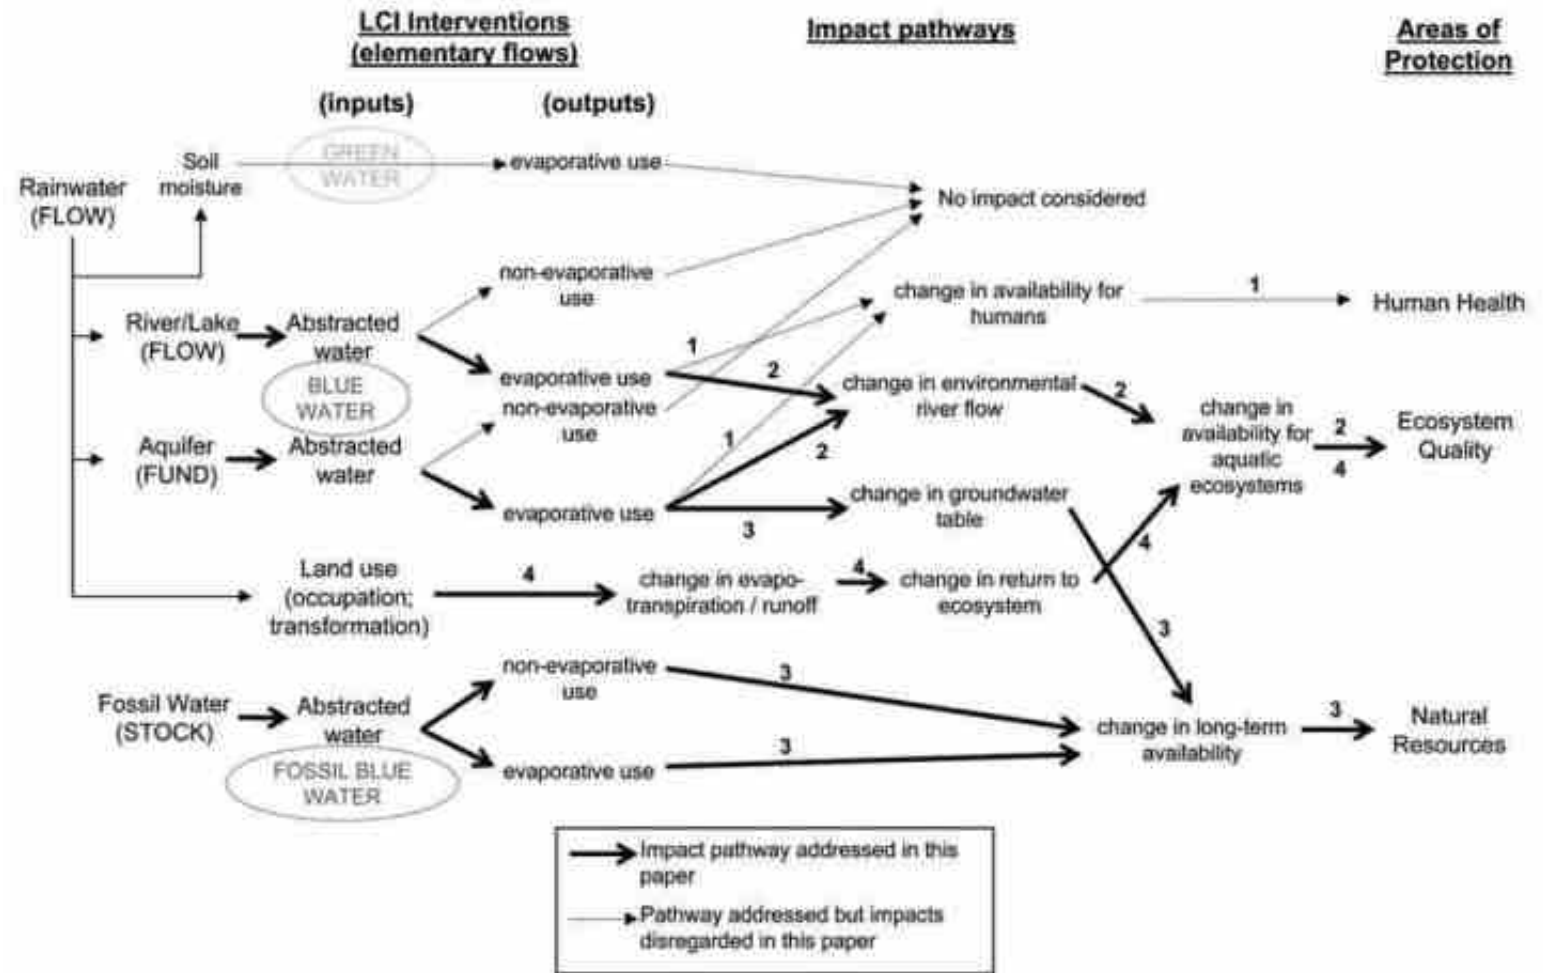 LCI Interventions
(elementary flows)
Impact pathways
Areas of
Protection
(inputs)
(outputs)
Rainwater
(FLOW)
Soil
moisture
GREEN
WATER
evaporative use
No impact considered
non-evaporative
use
change in availability for
humans
1
Human Health
River/Lake
(FLOW)
Abstracted
water
BLUE
WATER
evaporative use
1
2
change in environmental
river flow
2
non-evaporative
use
Aquifer
(FUND)
Abstracted
water
1
2
change in
availability for
aquatic
ecosystems
2
4
Ecosystem
Quality
evaporative use
3
change in groundwater
table
Land use
(occupation;
transformation)
4
change in evapo-
transpiration / runoff
4
change in return to
ecosystem
4
3
Fossil Water
(STOCK)
Abstracted
water
FOSSIL BLUE
WATER
non-evaporative
use
3
evaporative use
3
change in long-term
availability
3
Natural
Resources
Impact pathway addressed in this
paper
Pathway addressed but impacts
disregarded in this paper